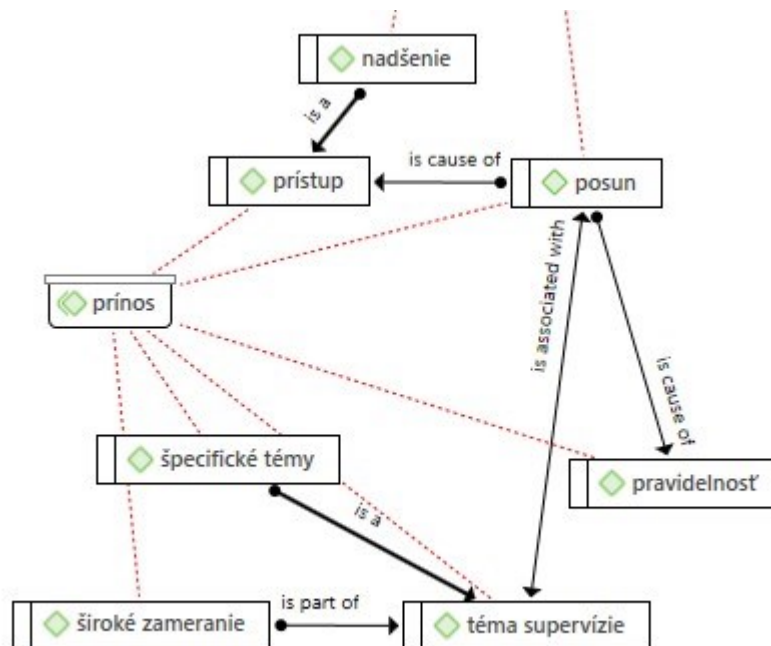 nadšenie
is a
prístup
is cause of
posun
prínos
is associated with
is cause of
špecifické témy
pravidelnosť
is a
široké zameranie
is part of
téma supervízie